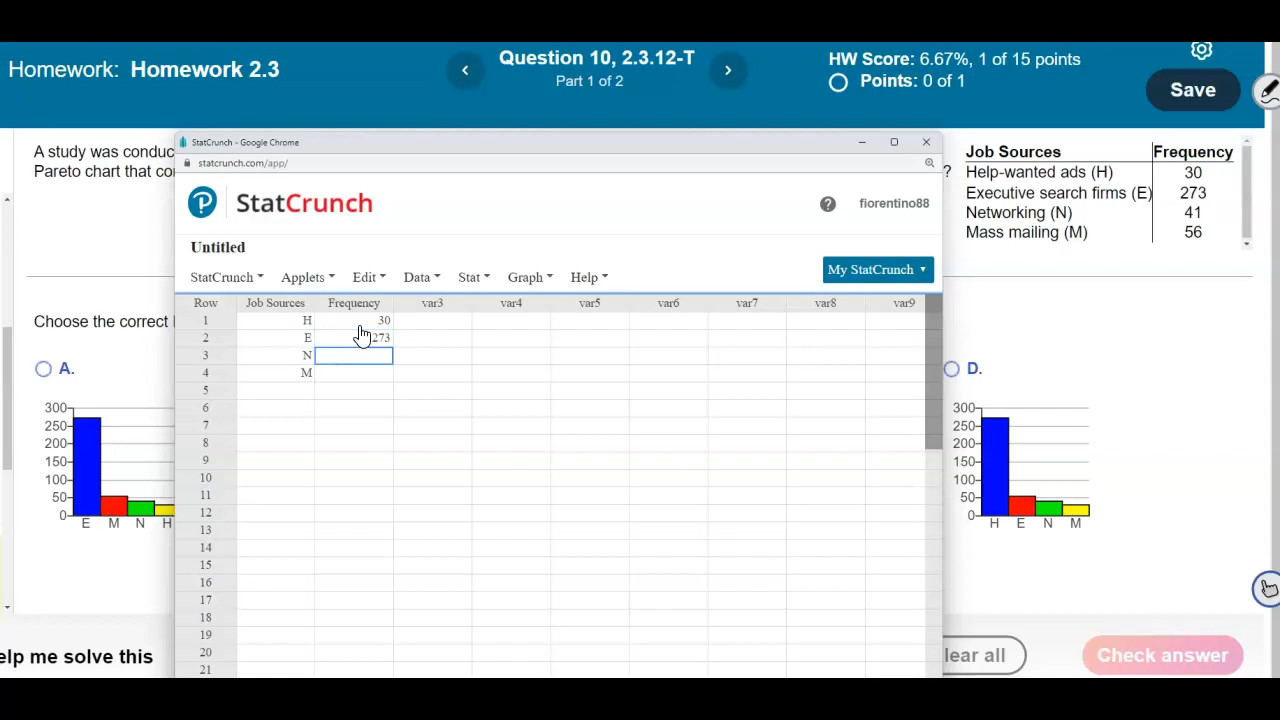 Homework: Homework 2.3
Question 10, 2.3.12-T
Part 1 of 2
HW Score: 6.67%, 1 of 15 points
Points: 0 of 1
Save
A study was conduc
Pareto chart that co
?
Job Sources Frequency
Help-wanted ads (H) 30
Executive search firms (E) 273
Networking (N) 41
Mass mailing (M) 56
StatCrunch - Google Chrome
statcrunch.com/app/
P StatCrunch
? fiorentino88
Untitled
StatCrunch Applets Edit Data Stat Graph Help
My StatCrunch
Row Job Sources Frequency var3 var4 var5 var6 var7 var8 var9
1 H 30
2 E 273
3 N
4 M
5
6
7
8
9
10
11
12
13
14
15
16
17
18
19
20
21
Choose the correct
A.
300
250
200
150
100
50
0
E M N H
D.
300
250
200
150
100
50
0
H E N M
elp me solve this
lear all
Check answer